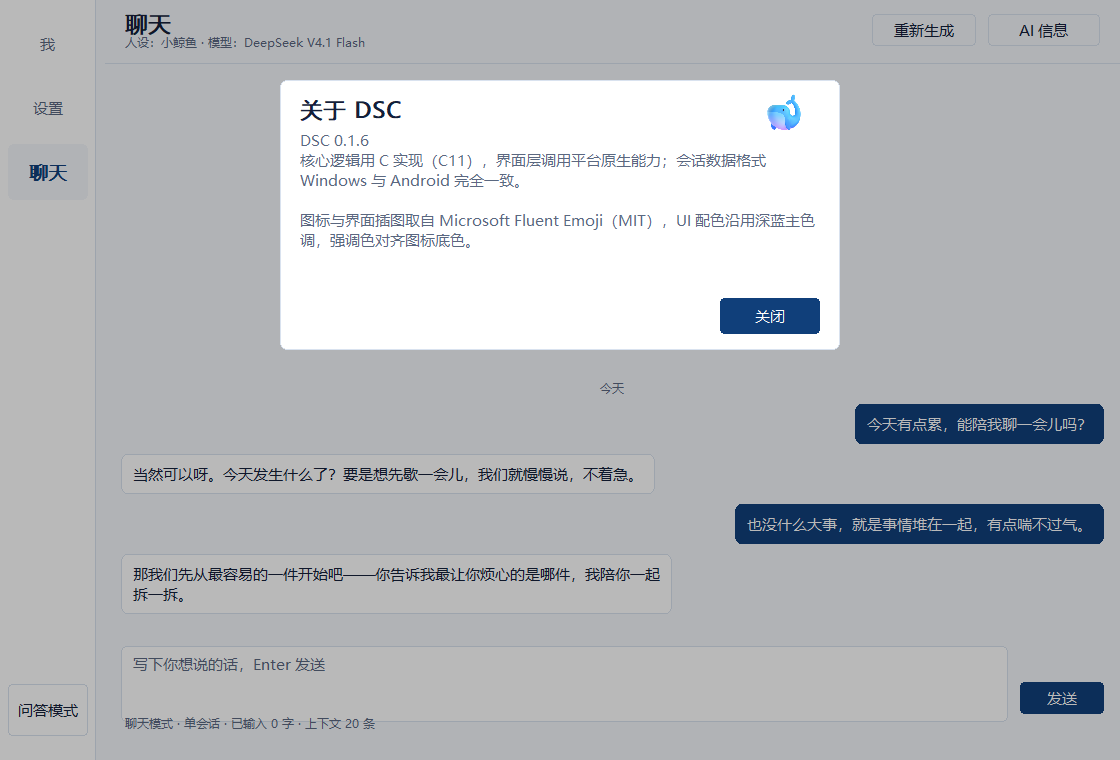 我
设置
聊天
问答模式
聊天
人设：小鲸鱼 · 模型：DeepSeek V4.1 Flash
重新生成
AI 信息
关于 DSC
DSC 0.1.6
核心逻辑用 C 实现（C11），界面层调用平台原生能力；会话数据格式
Windows 与 Android 完全一致。
图标与界面插图取自 Microsoft Fluent Emoji（MIT），UI 配色沿用深蓝主色
调，强调色对齐图标底色。
关闭
今天
今天有点累，能陪我聊一会儿吗？
当然可以呀。今天发生什么了？要是想先歇一会儿，我们就慢慢说，不着急。
也没什么大事，就是事情堆在一起，有点喘不过气。
那我们先从最容易的一件开始吧——你告诉我最让你烦心的是哪件，我陪你一起
拆一拆。
写下你想说的话，Enter 发送
聊天模式 · 单会话 · 已输入 0 字 · 上下文 20 条
发送